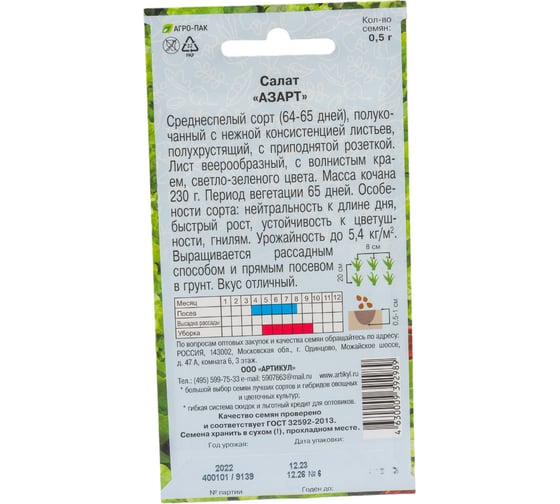 АГРО-ПАК
22
PAP
Кол-во
семян:
0,5 г
Салат
«АЗАРТ»
Среднеспелый сорт (64-65 дней), полуко-
чанный с нежной консистенцией листьев,
полухрустящий, с приподнятой розеткой.
Лист веерообразный, с волнистым кра-
ем, светло-зеленого цвета. Масса кочана
230 г. Период вегетации 65 дней. Особе-
ности сорта: нейтральность к длине дня,
быстрый рост, устойчивость к цветуш-
ности, гнилям. Урожайность до 5,4 кг/м².
Выращивается рассадным
способом и прямым посевом
в грунт. Вкус отличный.
8 см
20 см
0,5-1 см
Месяц 1 2 3 4 5 6 7 8 9 10 11 12
Посев
Высадка рассады
Уборка
По вопросам оптовых закупок и качества семян обращайтесь по адресу:
РОССИЯ, 143002, Московская обл., г. Одинцово, Можайское шоссе,
д. 47 А, комната 6, 3 этаж.
ООО «АРТИКУЛ»
Тел.: (495) 599-75-33 e-mail: 5907663@mail.ru www.artikyl.ru
* большой выбор семян лучших сортов и гибридов овощных
и цветочных культур;
* гибкая система скидок и льготный кредит для оптовиков.
Качество семян проверено
и соответствует ГОСТ 32592-2013.
Семена хранить в сухом (!), прохладном месте.
4 630009 392989
Год урожая: Дата упаковки:
2022 12.23
400101 / 9139 12.26 № 6
№ партии Годен до: